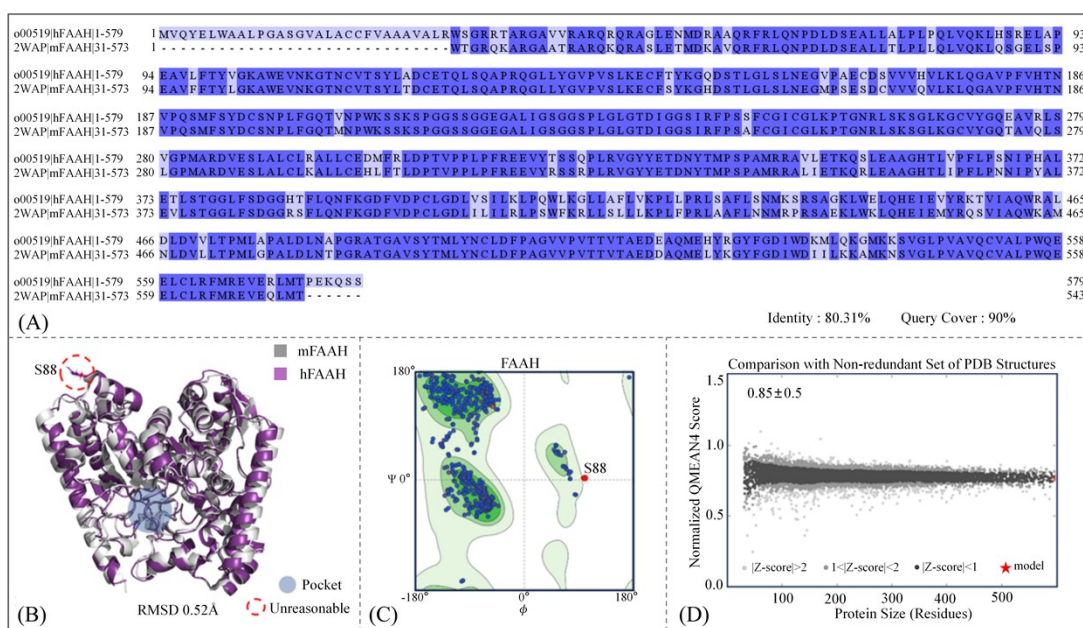 o00519|hFAAH|1-579 1 MVQYELWAALPGASGVALACCFVAAAVALRWSGRRTARGAVVRARQRQRAGLENMDRAAQRFRLQNPDLDSEALLALPLPQLVQKLHSRELAP 93
2WAP|mFAAH|31-573 1 ------------------------------WTGRQKARGAATRARQKQRASLETMDKAVQRFRLQNPDLDSEALLTLPLLQLVQKLQSGELSP 93
o00519|hFAAH|1-579 94 EAVLFTYVGKAWEVNKGTNCVTSYLADCETQLSQAPRQGLLYGVPVSLKECFTYKGQDSTLGLSLNEGVPAECDSVVVHVLKLQGAVPFVHTN 186
2WAP|mFAAH|31-573 94 EAVFFTYLGKAWEVNKGTNCVTSYLTDCETQLSQAPRQGLLYGVPVSLKECFSYKGHDSTLGLSLNEGMPSESDCVVVQVLKLQGAVPFVHTN 186
o00519|hFAAH|1-579 187 VPQSMFSYDCSNPLFGQTVNPWKSSKSPGGSSGGEGALIGSGGSPLGLGTDIGGSIRFPSSFCGICGLKPTGNRLSKSGLKGCVYGQEAVRLS 279
2WAP|mFAAH|31-573 187 VPQSMFSYDCSNPLFGQTMNPWKSSKSPGGSSGGEGALIGSGGSPLGLGTDIGGSIRFPSAFCGICGLKPTGNRLSKSGLKGCVYGQTAVQLS 279
o00519|hFAAH|1-579 280 VGPMARDVESLALCLRALLCEDMFRLDPTVPPLPFREEVYTSSQPLRVGYYETDNYTMPSPAMRRAVLETKQSLEAAGHTLVPFLPSNIPHAL 372
2WAP|mFAAH|31-573 280 LGPMARDVESLALCLKALLCEHLFTLDPTVPPLPFREEVYRSSRPLRVGYYETDNYTMPSPAMRRALIETKQRLEAAGHTLIPFLPNNIPYAL 372
o00519|hFAAH|1-579 373 ETLSTGGLFSDGGHTFLQNFKGDFVDPCLGDLVSILKLPQWLKGLLAFLVKPLLPRLSAFLSNMKSRSAGKLWELQHEIEVYRKTVIAQWRAL 465
2WAP|mFAAH|31-573 373 EVLSTGGLFSDGGRSFLQNFKGDFVDPCLGDLILILRLPSWFKRLLSLLLKPLFPRLAAFLNNMRPRSAEKLWKLQHEIEMYRQSVIAQWKAM 465
o00519|hFAAH|1-579 466 DLDVVLTPMLAPALDLNAPGRATGAVSYTMLYNCLDFPAGVVPVTTVTAEDEAQMEHYRGYFGDIWDKMLQKGMKKSVGLPVAVQCVALPWQE 558
2WAP|mFAAH|31-573 466 NLDVLLTPMLGPALDLNAPGRATGAVSYTMLYNCLDFPAGVVPVTTVTAEDDAQMELYKGYFGDIWDIILKKAMKNSVGLPVAVQCVALPWQE 558
o00519|hFAAH|1-579 559 ELCLRFMREVERLMTPEKQSS 579
2WAP|mFAAH|31-573 559 ELCLRFMREVEQLMT------ 543
(A) Identity : 80.31% Query Cover : 90%
S88
mFAAH
hFAAH
Pocket
Unreasonable
RMSD 0.52Å
(B)
FAAH
180°
Ψ 0°
S88
-180° 180°
ϕ
(C)
Comparison with Non-redundant Set of PDB Structures
0.85±0.5
Normalized QMEAN4 Score
1.5
1.0
0.5
0.0
|Z-score|>2 1<|Z-score|<2 |Z-score|<1 model
100 200 300 400 500
Protein Size (Residues)
(D)